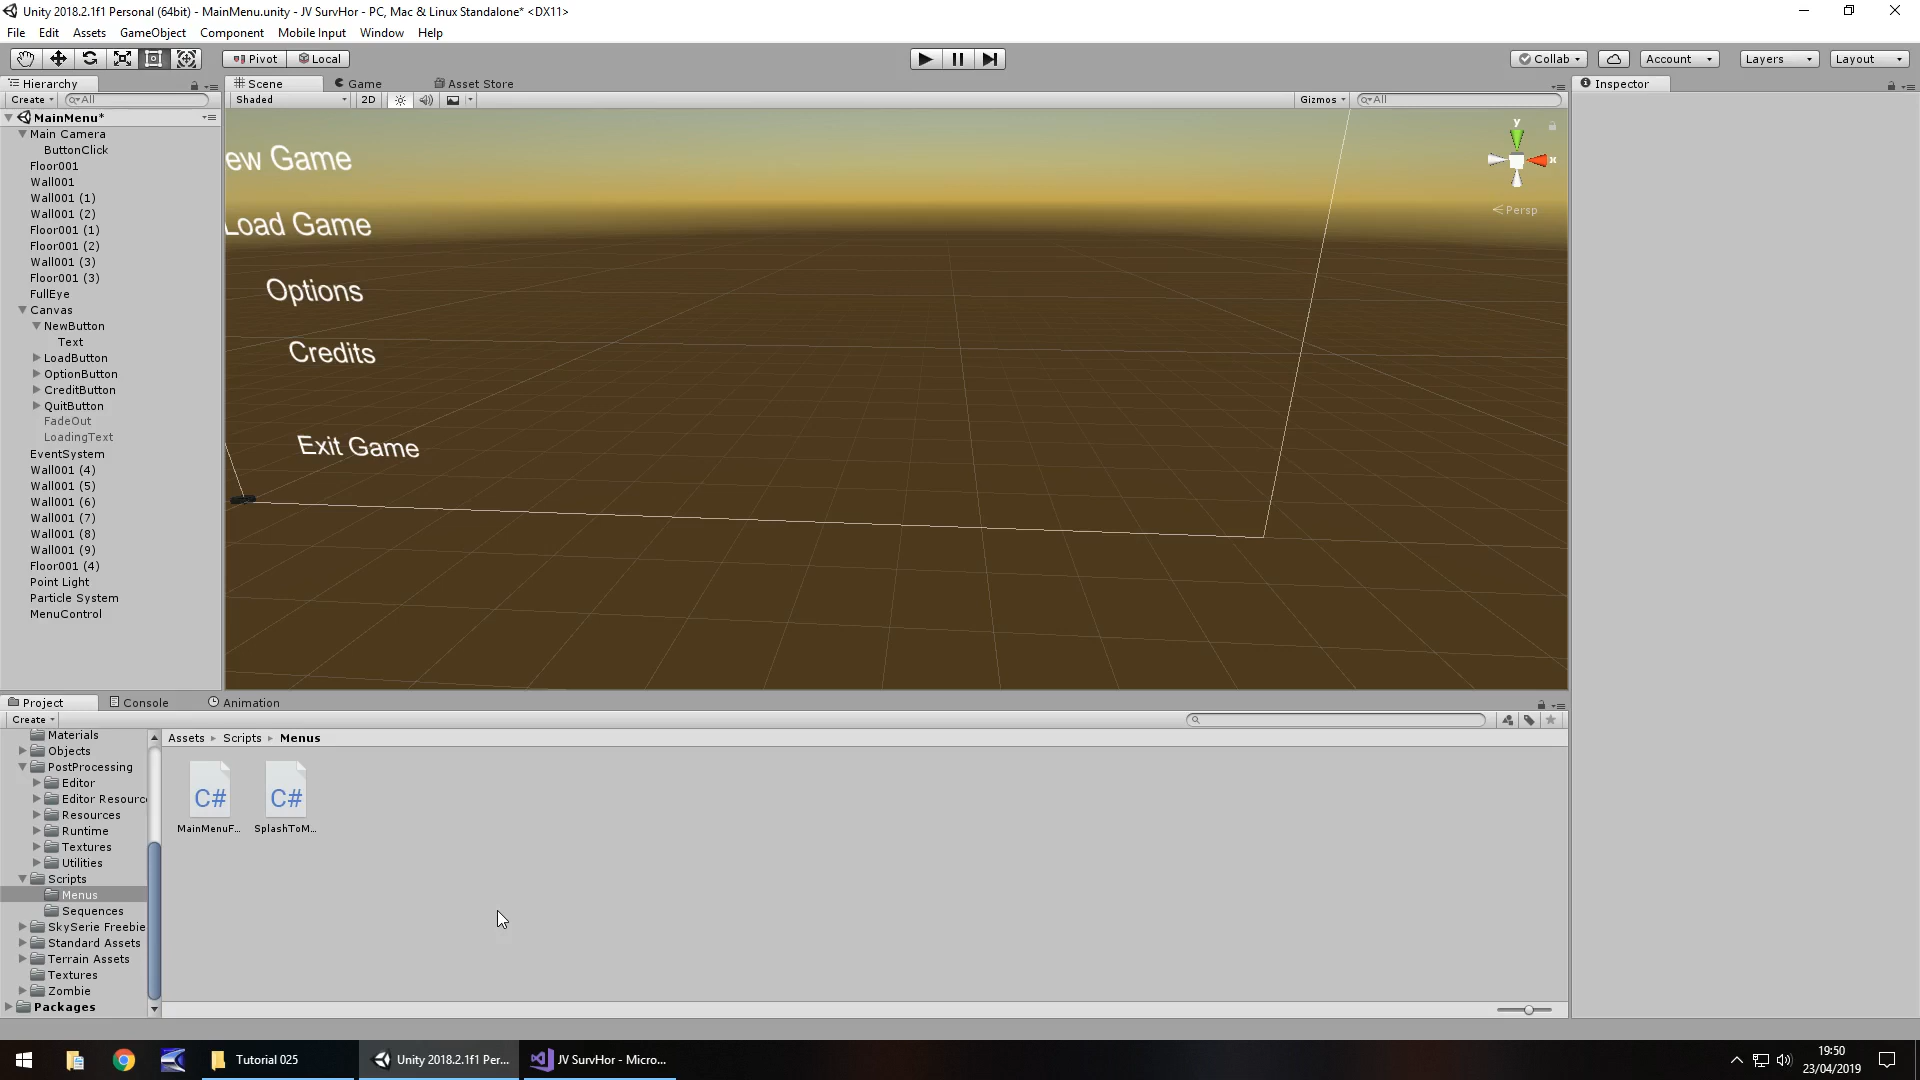 Unity 2018.2.1f1 Personal (64bit) - MainMenu.unity - JV SurvHor - PC, Mac & Linux Standalone* <DX11>
File Edit Assets GameObject Component Mobile Input Window Help
Pivot Local Collab Account Layers Layout
Hierarchy Scene Game Asset Store Inspector
Create All Shaded 2D Gizmos All
MainMenu*
Main Camera
ButtonClick
Floor001
Wall001
Wall001 (1)
Wall001 (2)
Floor001 (1)
Floor001 (2)
Wall001 (3)
Floor001 (3)
FullEye
Canvas
NewButton
Text
LoadButton
OptionButton
CreditButton
QuitButton
FadeOut
LoadingText
EventSystem
Wall001 (4)
Wall001 (5)
Wall001 (6)
Wall001 (7)
Wall001 (8)
Wall001 (9)
Floor001 (4)
Point Light
Particle System
MenuControl
ew Game
Load Game
Options
Credits
Exit Game
y
x
Persp
Project Console Animation
Create
Materials
Objects
PostProcessing
Editor
Editor Resourc
Resources
Runtime
Textures
Utilities
Scripts
Menus
Sequences
SkySerie Freebie
Standard Assets
Terrain Assets
Textures
Zombie
Packages
Assets Scripts Menus
C# C#
MainMenuF... SplashToM...
Tutorial 025 Unity 2018.2.1f1 Per... JV SurvHor - Micro...
19:50
23/04/2019